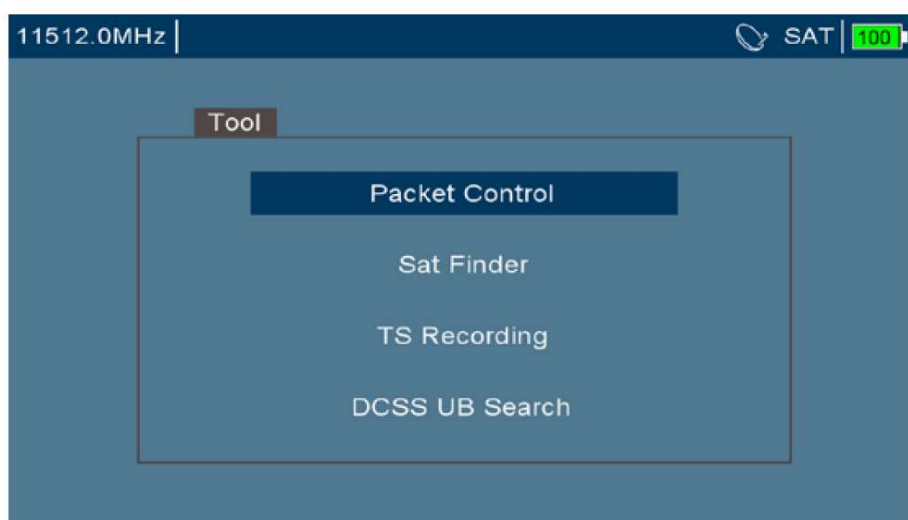 11512.0MHz SAT 100
Tool
Packet Control
Sat Finder
TS Recording
DCSS UB Search